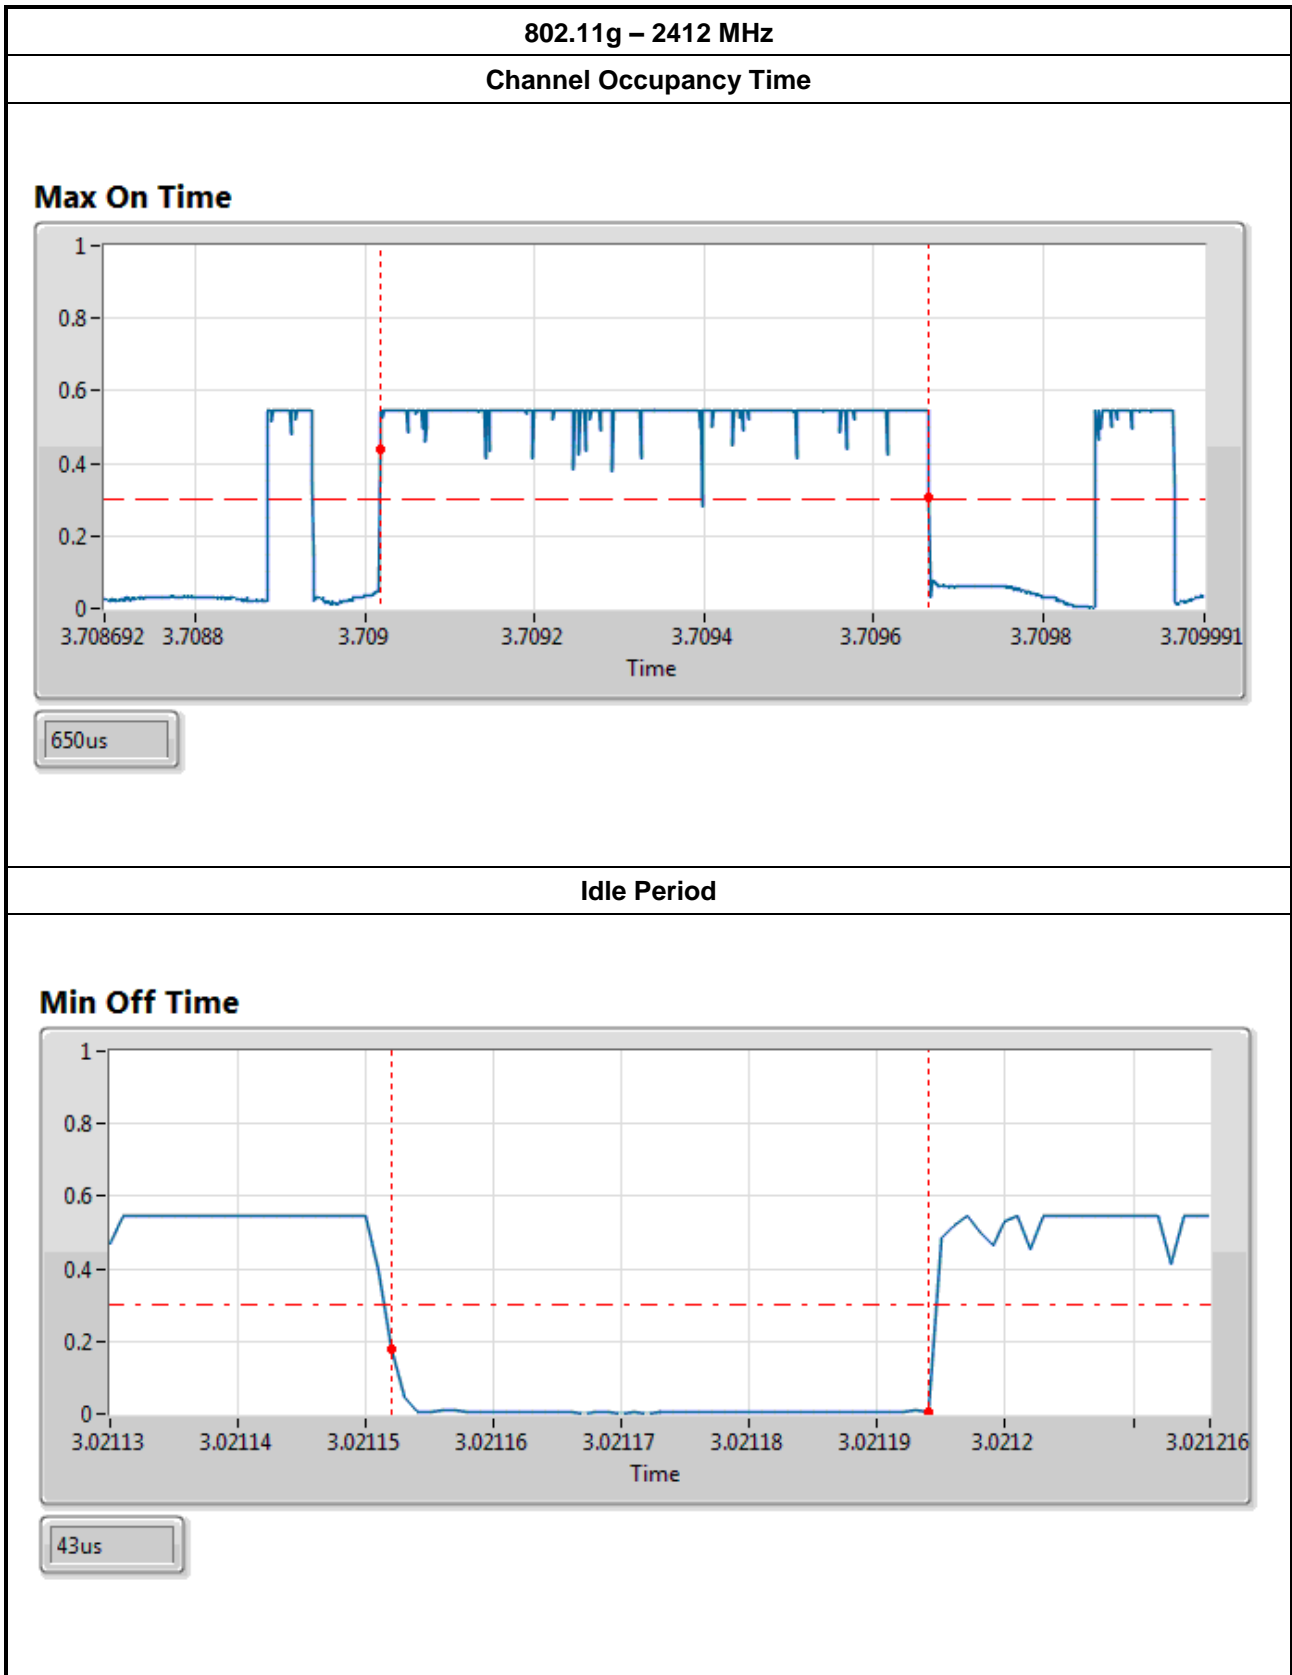 802.11g – 2412 MHz
Channel Occupancy Time
Max On Time
1
0.8
0.6
0.4
0.2
0
3.708692 3.7088 3.709 3.7092 3.7094 3.7096 3.7098 3.709991
Time
650us
Idle Period
Min Off Time
1
0.8
0.6
0.4
0.2
0
3.02113 3.02114 3.02115 3.02116 3.02117 3.02118 3.02119 3.0212 3.021216
Time
43us